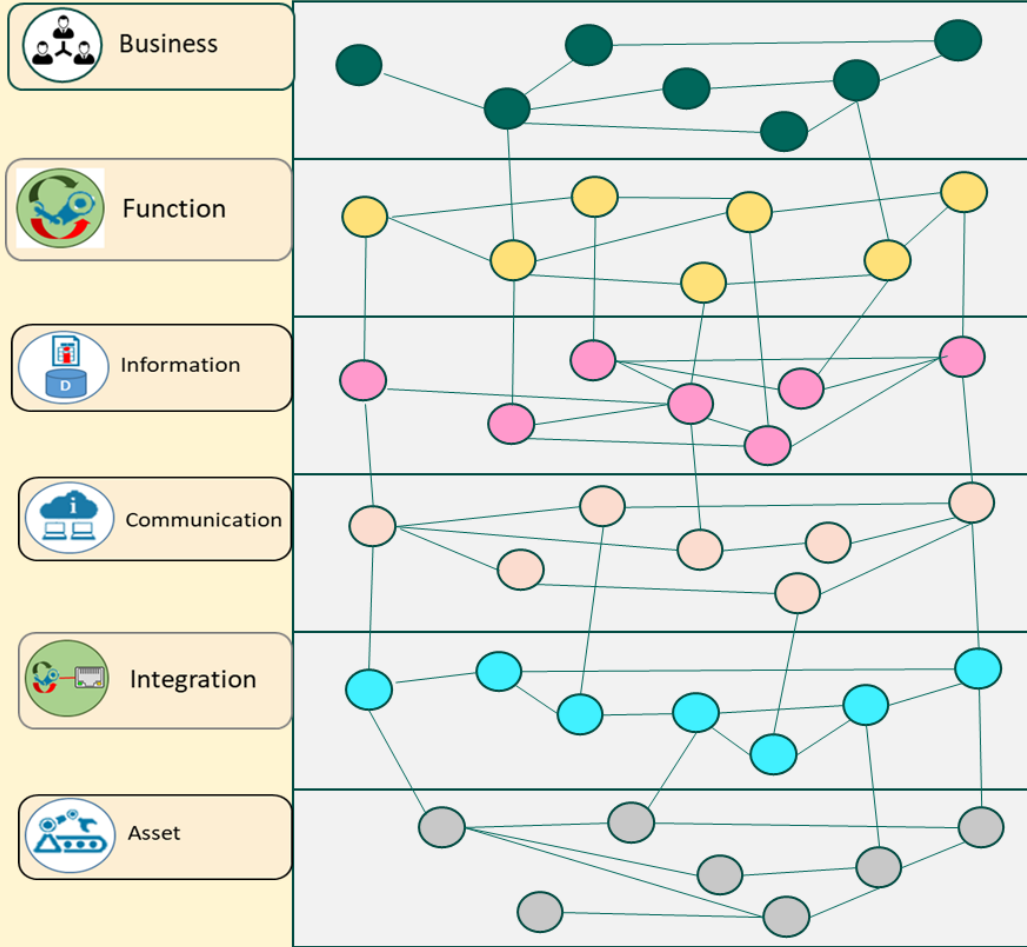 Business
Function
Information
D
i
Communication
Integration
Asset